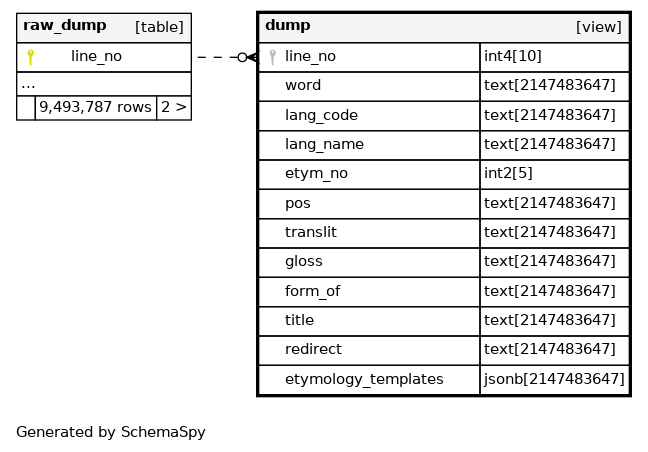 raw_dump [table]
line_no
...
9,493,787 rows 2 >
dump [view]
line_no int4[10]
word text[2147483647]
lang_code text[2147483647]
lang_name text[2147483647]
etym_no int2[5]
pos text[2147483647]
translit text[2147483647]
gloss text[2147483647]
form_of text[2147483647]
title text[2147483647]
redirect text[2147483647]
etymology_templates jsonb[2147483647]
Generated by SchemaSpy